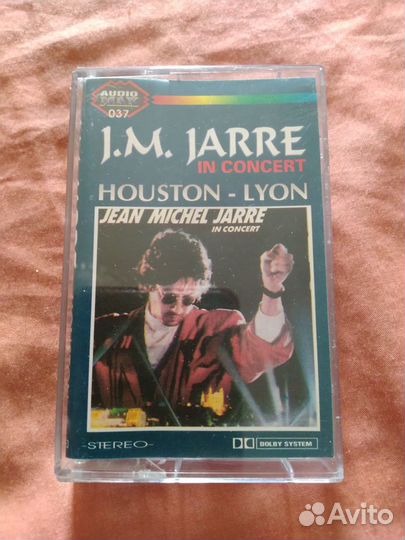 AUDIO
MAX
037
J.M. JARRE
IN CONCERT
HOUSTON - LYON
JEAN MICHEL JARRE
IN CONCERT
-STEREO-
DOLBY SYSTEM
Avito